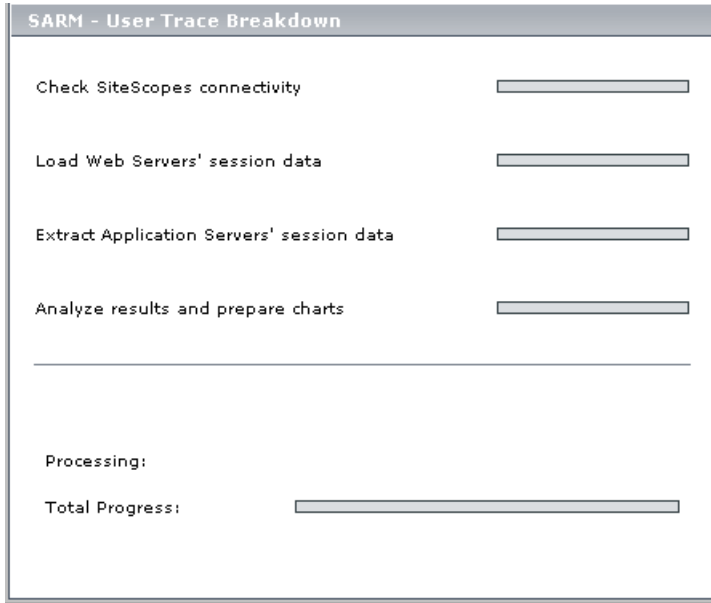 SARM - User Trace Breakdown
Check SiteScopes connectivity
Load Web Servers' session data
Extract Application Servers' session data
Analyze results and prepare charts
Processing:
Total Progress: